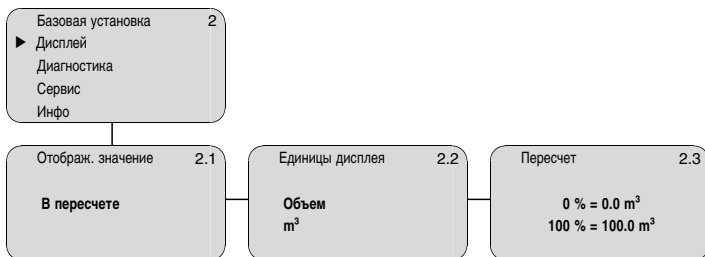 Базовая установка 2
▶ Дисплей
Диагностика
Сервис
Инфо
Отображ. значение 2.1
В пересчете
Единицы дисплея 2.2
Объем
m³
Пересчет 2.3
0 % = 0.0 m³
100 % = 100.0 m³